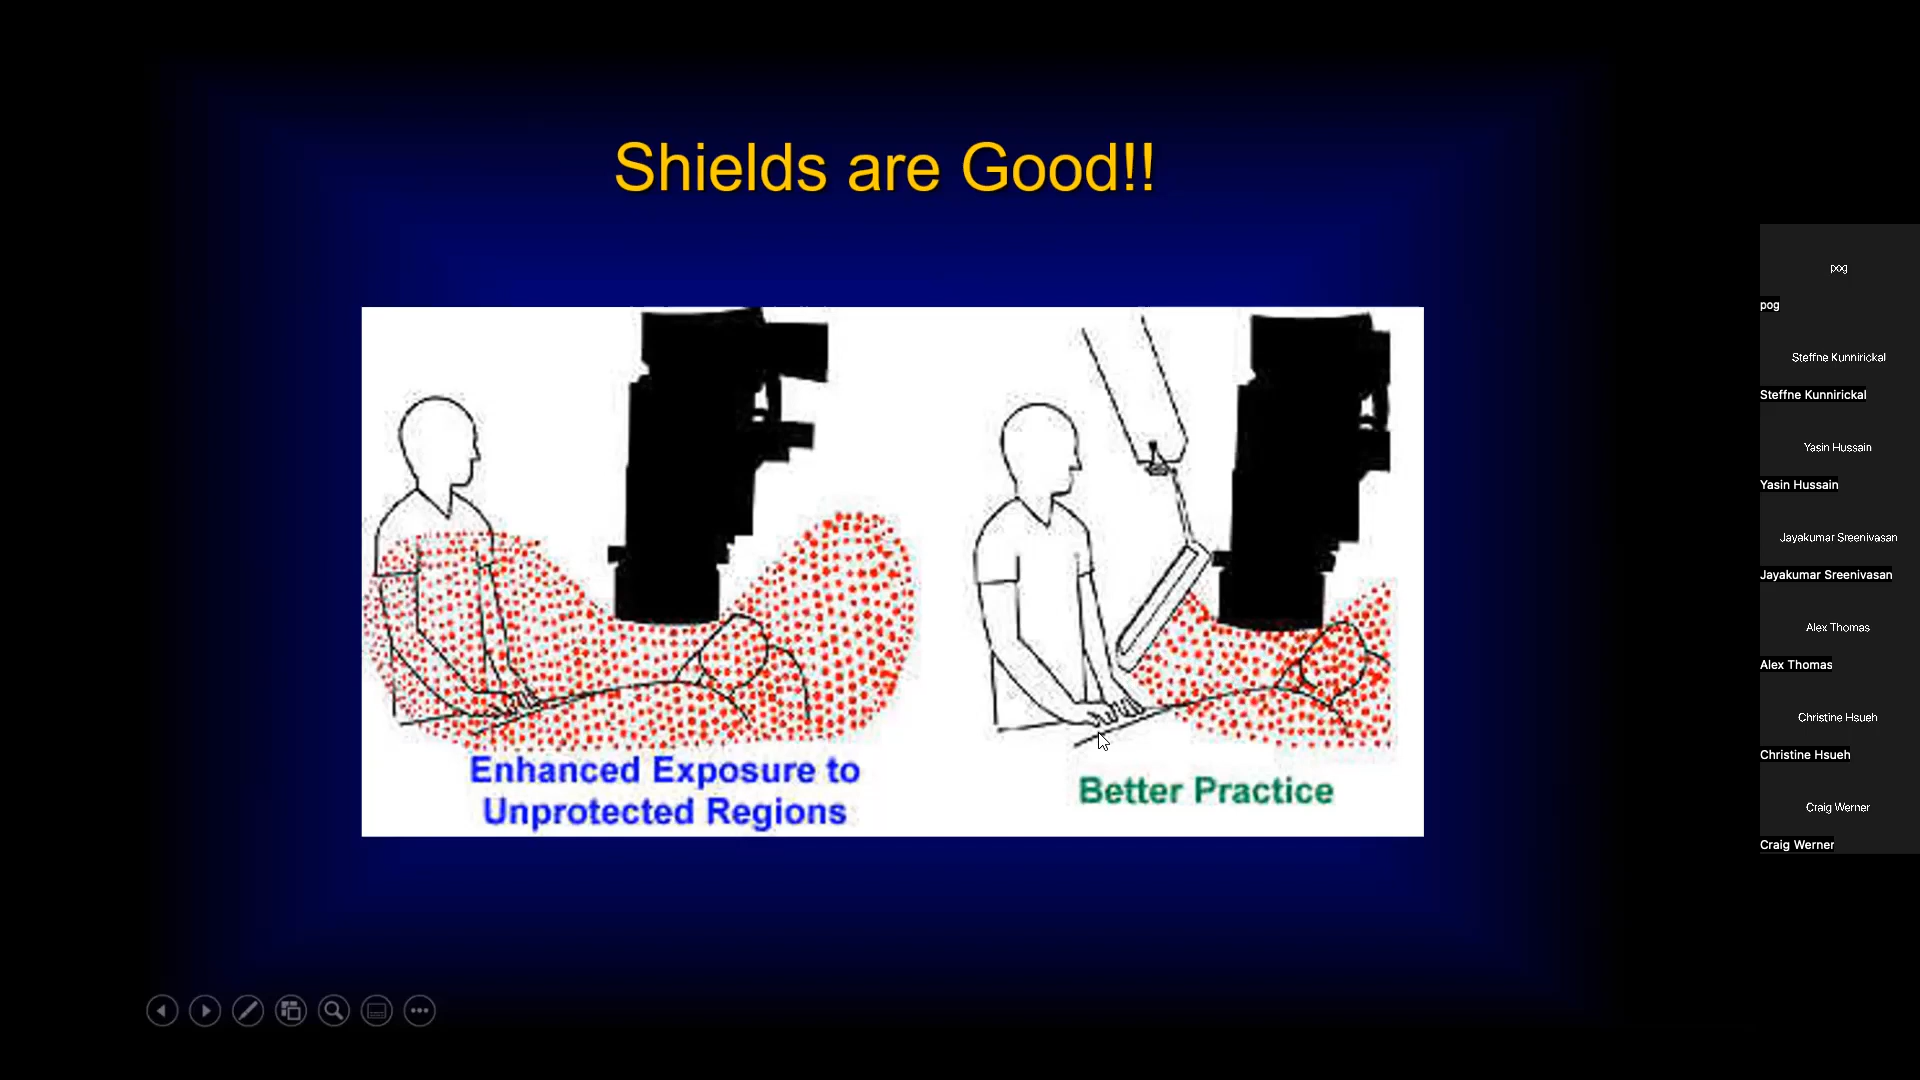 Shields are Good!!
Enhanced Exposure to
Unprotected Regions
Better Practice
pog
pog
Steffne Kunnirickal
Steffne Kunnirickal
Yasin Hussain
Yasin Hussain
Jayakumar Sreenivasan
Jayakumar Sreenivasan
Alex Thomas
Alex Thomas
Christine Hsueh
Christine Hsueh
Craig Werner
Craig Werner